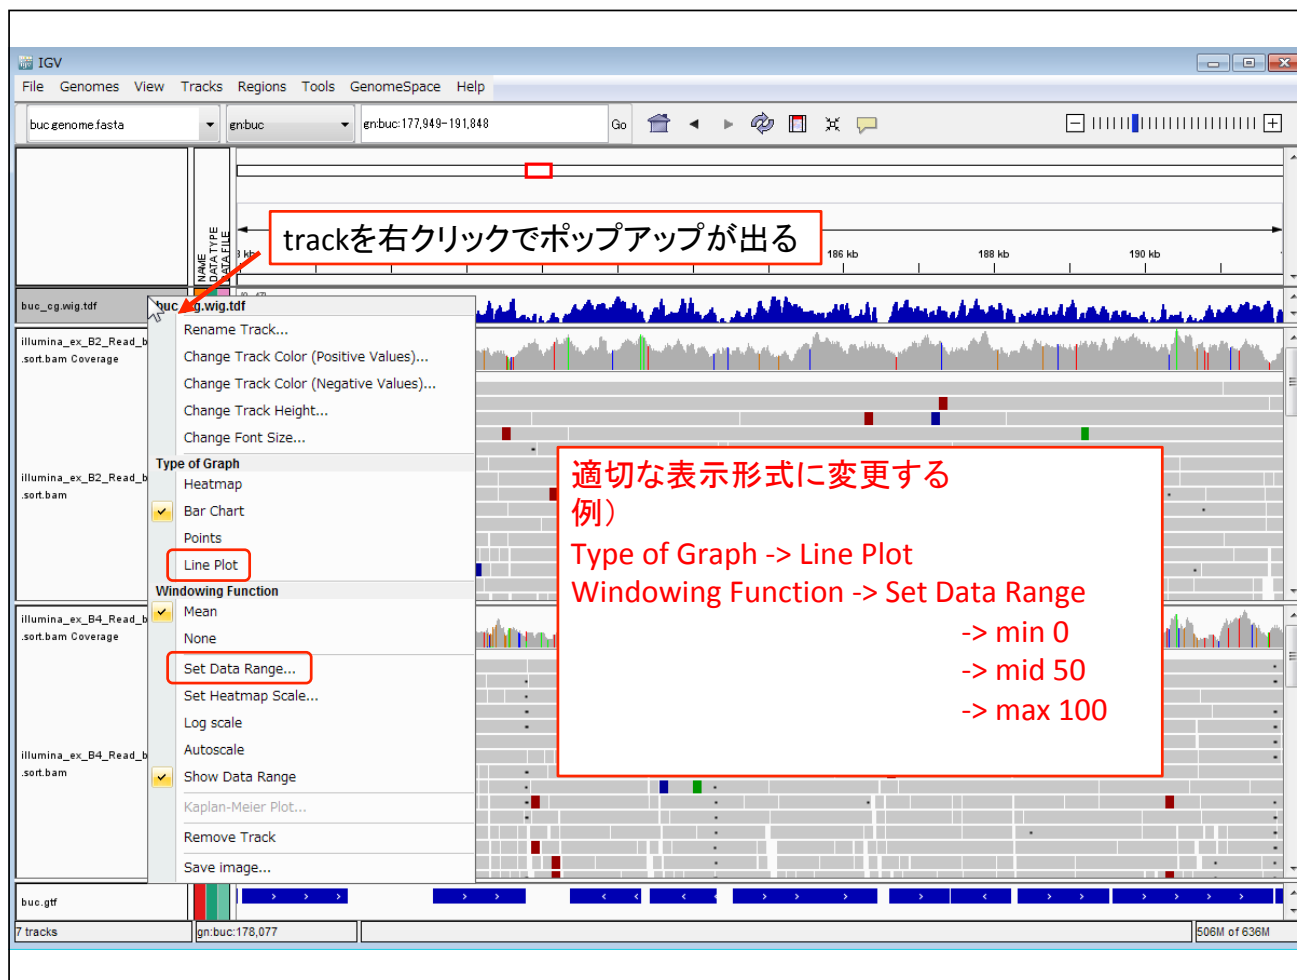 IGV
File Genomes View Tracks Regions Tools GenomeSpace Help
buc.genome.fasta gn:buc gn:buc:177,949-191,848 Go
NAME
DATA TYPE
DATA FILE
trackを右クリックでポップアップが出る
186 kb 188 kb 190 kb
buc_cg.wig.tdf
buc_cg.wig.tdf
Rename Track...
Change Track Color (Positive Values)...
Change Track Color (Negative Values)...
Change Track Height...
Change Font Size...
Type of Graph
Heatmap
Bar Chart
Points
Line Plot
Windowing Function
Mean
None
Set Data Range...
Set Heatmap Scale...
Log scale
Autoscale
Show Data Range
Kaplan-Meier Plot...
Remove Track
Save image...
illumina_ex_B2_Read_b
.sort.bam Coverage
illumina_ex_B2_Read_b
.sort.bam
illumina_ex_B4_Read_b
.sort.bam Coverage
illumina_ex_B4_Read_b
.sort.bam
適切な表示形式に変更する
例）
Type of Graph -> Line Plot
Windowing Function -> Set Data Range
-> min 0
-> mid 50
-> max 100
buc.gtf
7 tracks gn:buc:178,077 506M of 636M